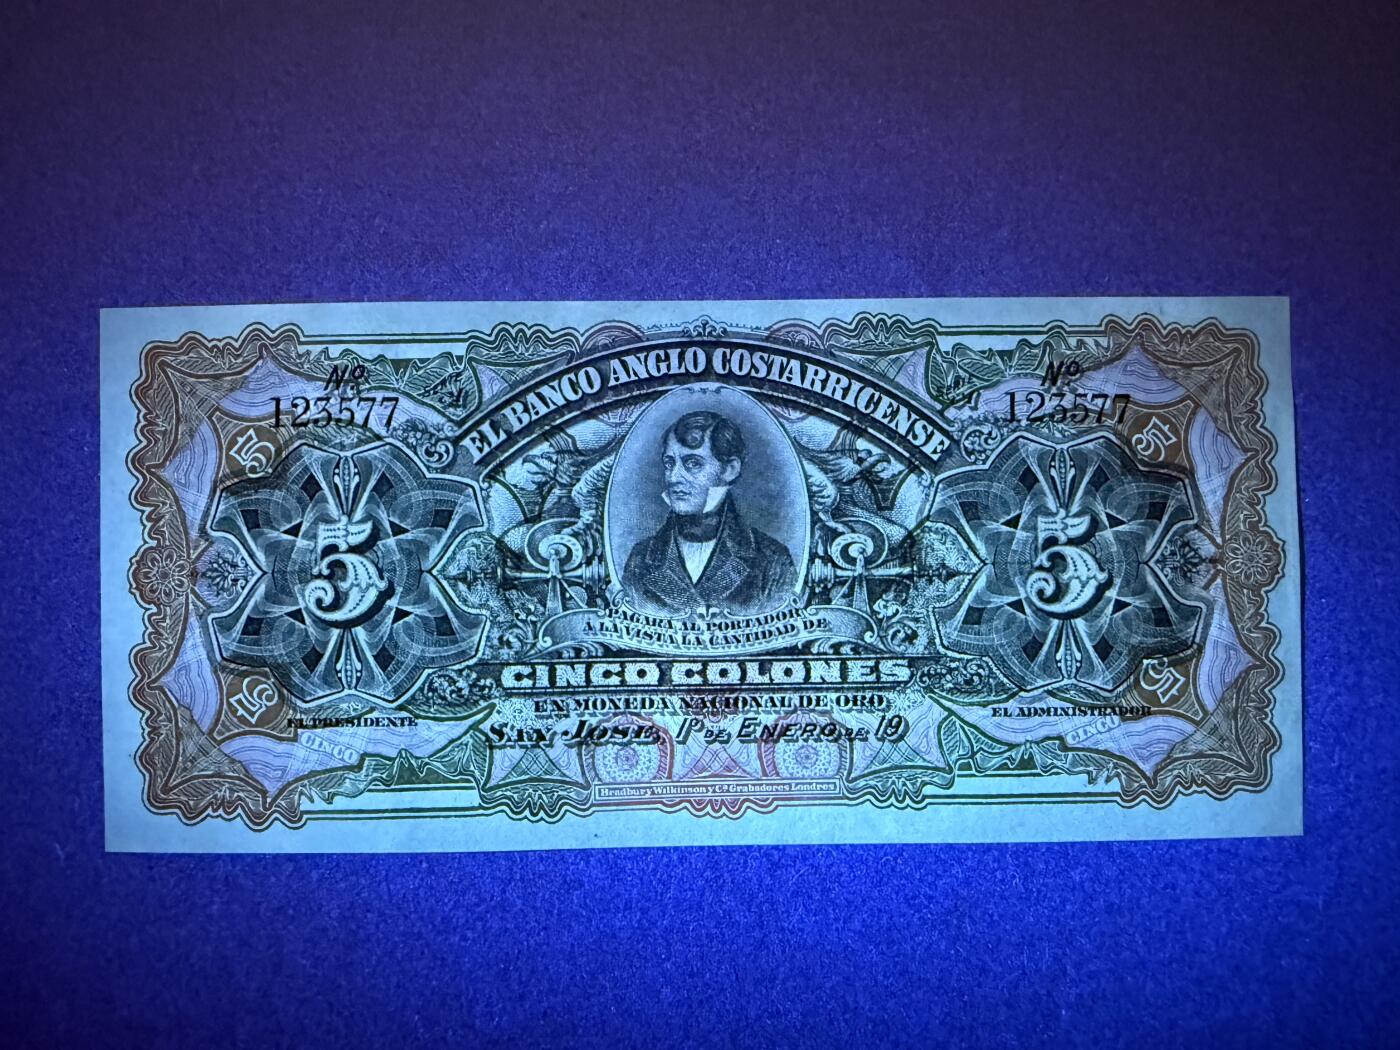 EL BANCO ANGLO COSTARRICENSE
Nº
123577
Nº
123577
5
5
5
5
5
5
PAGARÁ AL PORTADOR
Á LA VISTA LA CANTIDAD DE
CINCO COLONES
EN MONEDA NACIONAL DE ORO
EL PRESIDENTE
EL ADMINISTRADOR
SAN JOSE, 1º DE ENERO DE 19
CINCO
CINCO
Bradbury Wilkinson y Cª Grabadores Londres